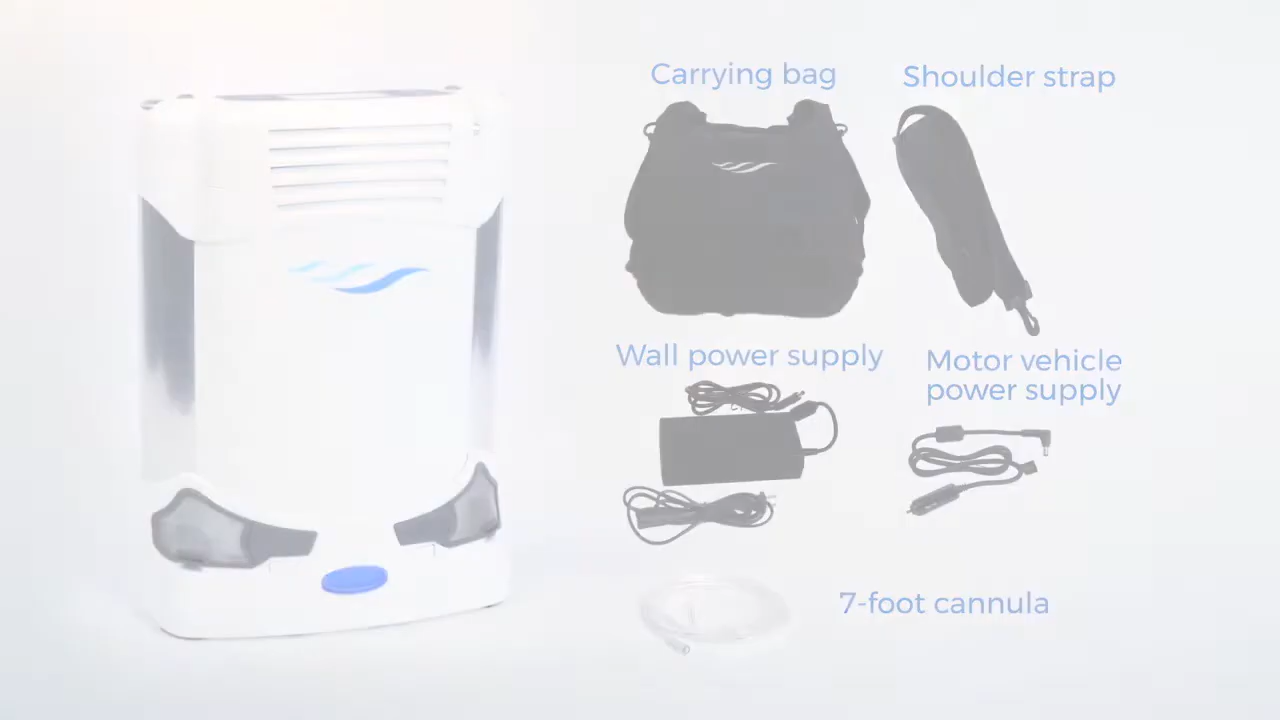 Carrying bag
Shoulder strap
Wall power supply
Motor vehicle
power supply
7-foot cannula